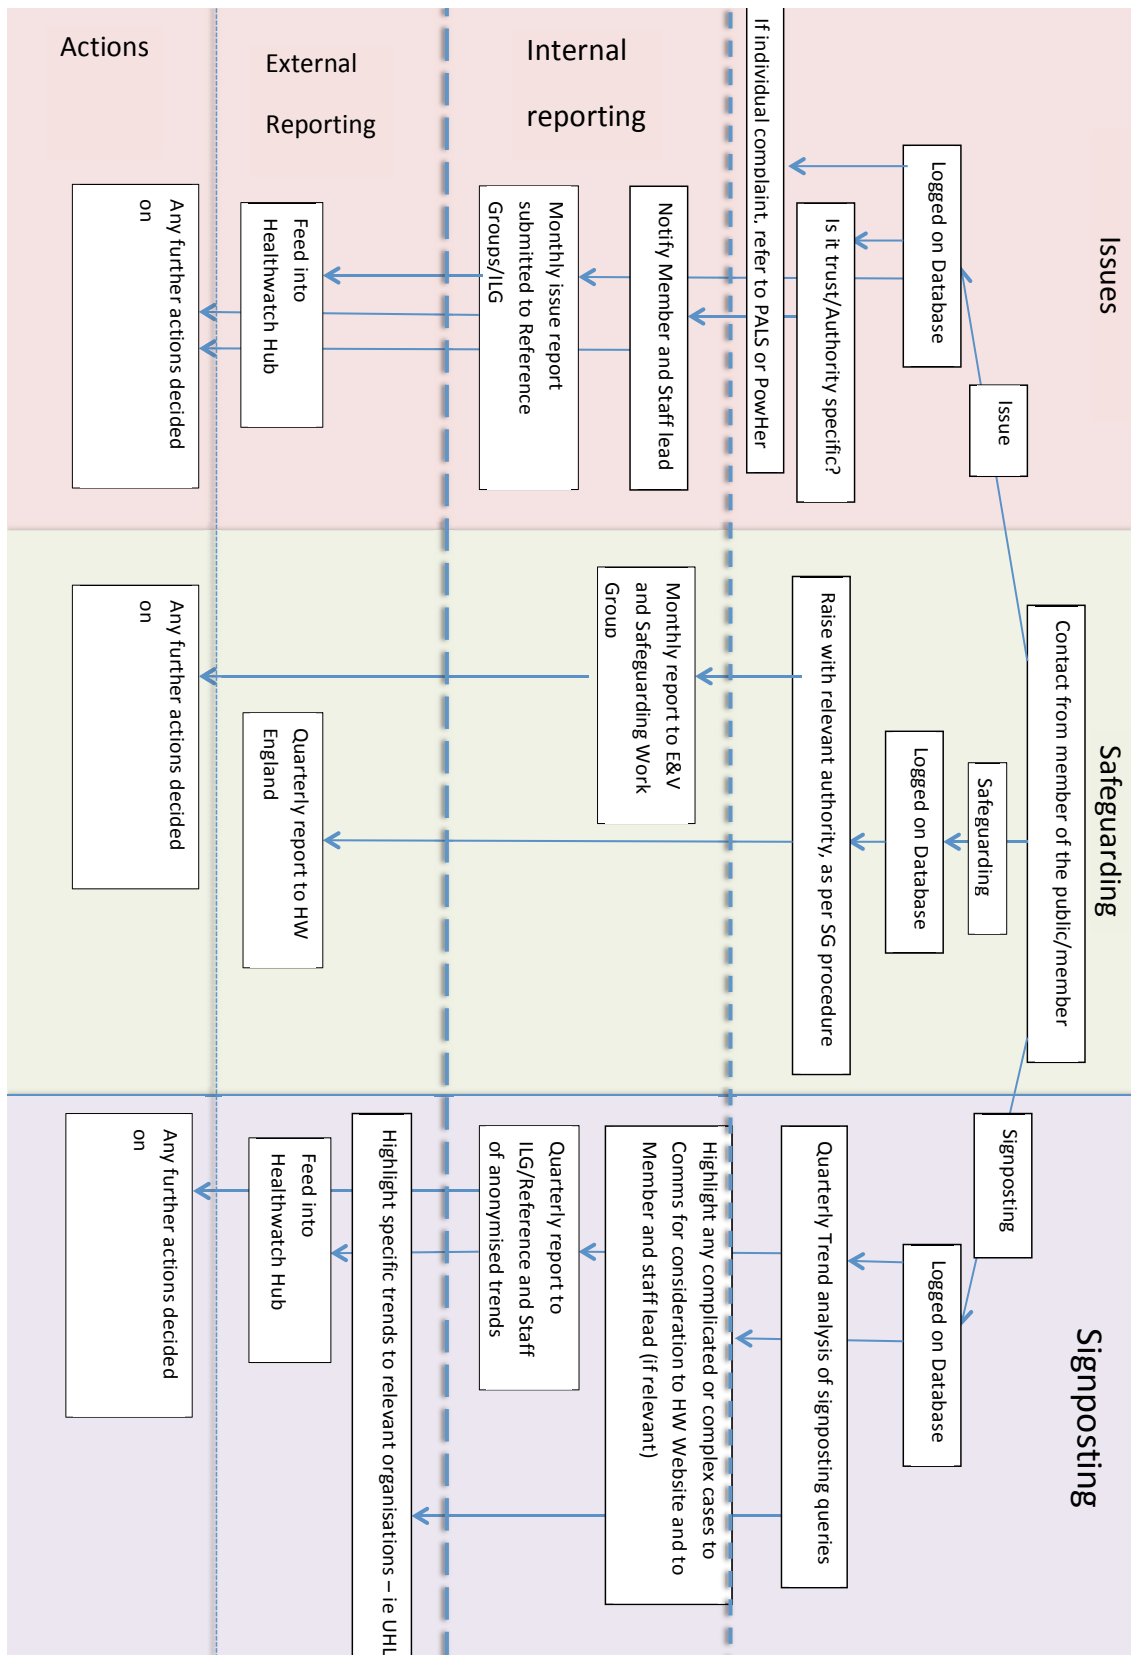 Issues
Safeguarding
Signposting
Contact from member of the public/member
Issue
Logged on Database
Is it trust/Authority specific?
If individual complaint, refer to PALS or PowHer
Safeguarding
Logged on Database
Raise with relevant authority, as per SG procedure
Signposting
Logged on Database
Quarterly Trend analysis of signposting queries
Internal
reporting
Notify Member and Staff lead
Monthly issue report
submitted to Reference
Groups/ILG
Monthly report to E&V
and Safeguarding Work
Group
Highlight any complicated or complex cases to
Comms for consideration to HW Website and to
Member and staff lead (if relevant)
Quarterly report to
ILG/Reference and Staff
of anonymised trends
External
Reporting
Feed into
Healthwatch Hub
Quarterly report to HW
England
Highlight specific trends to relevant organisations – ie UHL
Feed into
Healthwatch Hub
Actions
Any further actions decided
on
Any further actions decided
on
Any further actions decided
on